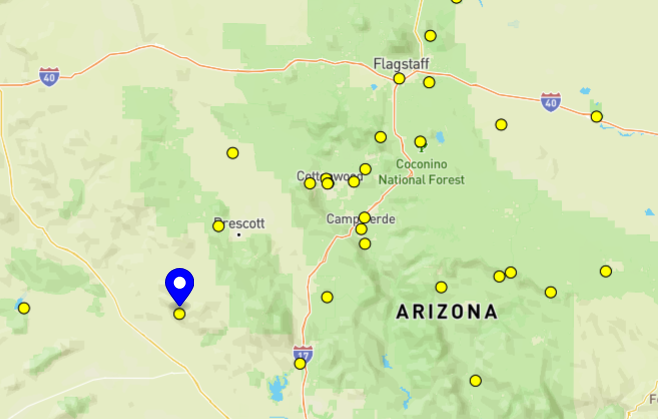 Flagstaff
40
40
Coconino
National Forest
Cottonwood
Camp Verde
Prescott
ARIZONA
17